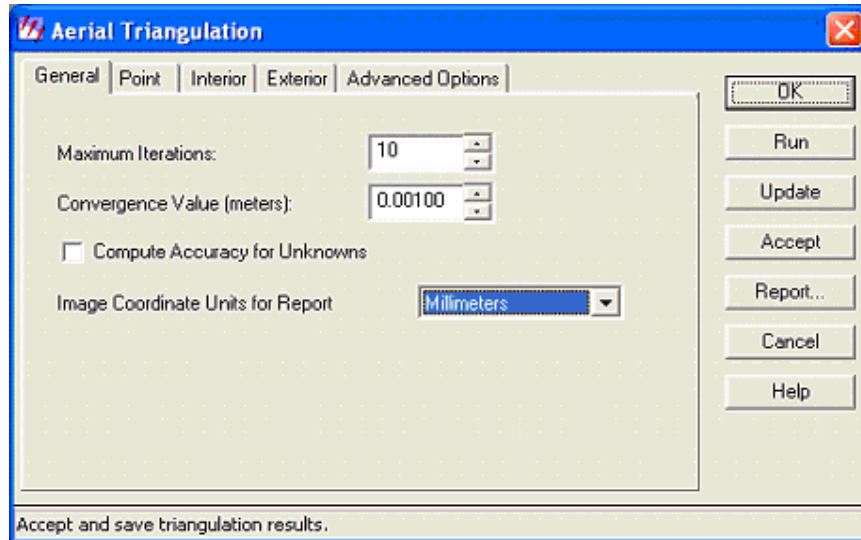 Aerial Triangulation
General Point Interior Exterior Advanced Options
OK
Maximum Iterations: 10
Run
Convergence Value (meters): 0.00100
Update
Compute Accuracy for Unknowns
Accept
Image Coordinate Units for Report Millimeters
Report...
Cancel
Help
Accept and save triangulation results.